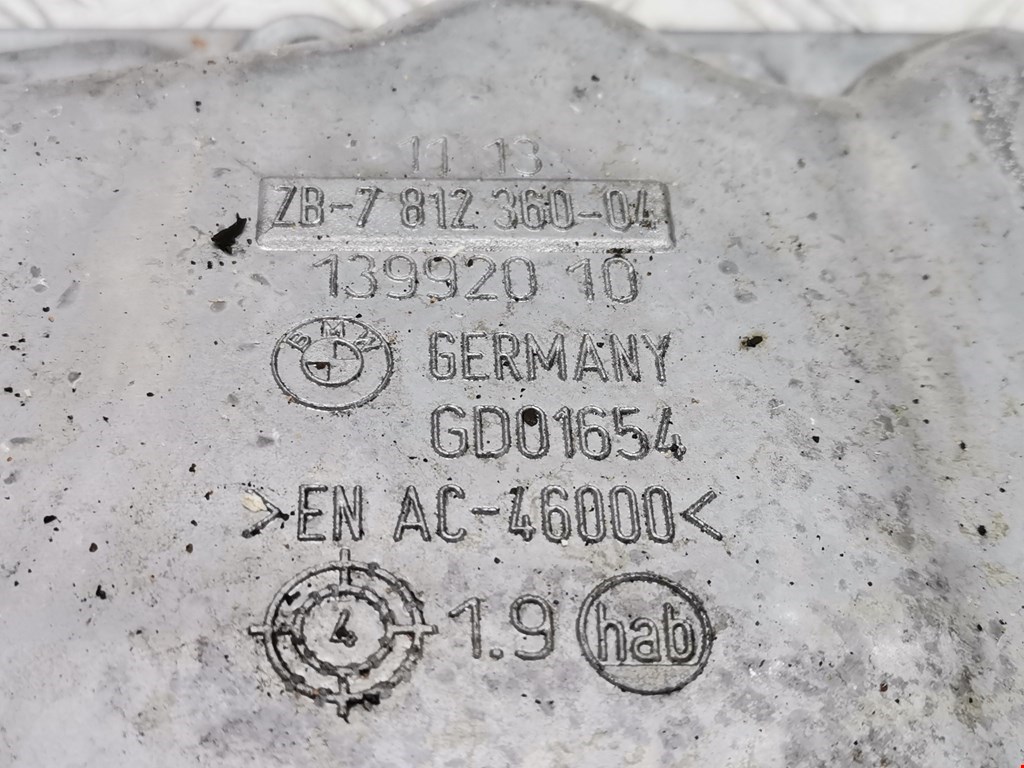 11 13
ZB-7 812 360-04
139920 10
BMW GERMANY
GD01654
>EN AC-46000<
4 1.9 hab